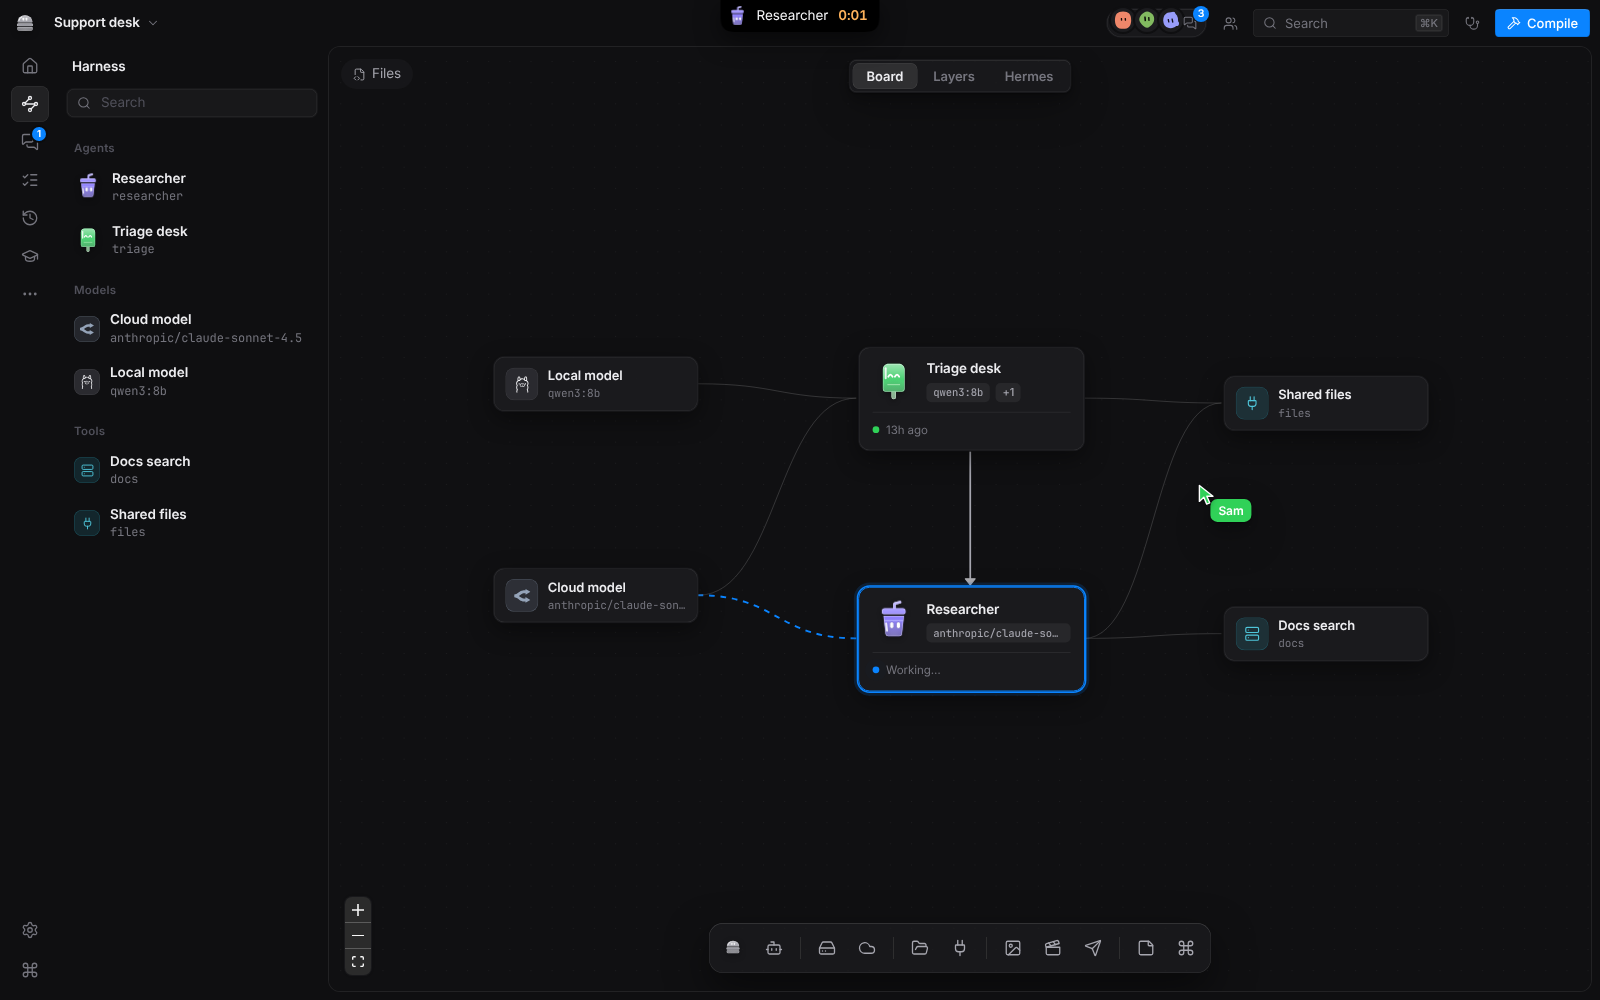 Support desk
Researcher 0:01
3
Search ⌘K
Compile
Harness
Search
1
Agents
Researcher
researcher
Triage desk
triage
Models
Cloud model
anthropic/claude-sonnet-4.5
Local model
qwen3:8b
Tools
Docs search
docs
Shared files
files
Files
Board Layers Hermes
Local model
qwen3:8b
Triage desk
qwen3:8b +1
13h ago
Shared files
files
Sam
Cloud model
anthropic/claude-son…
Researcher
anthropic/claude-so…
Working…
Docs search
docs